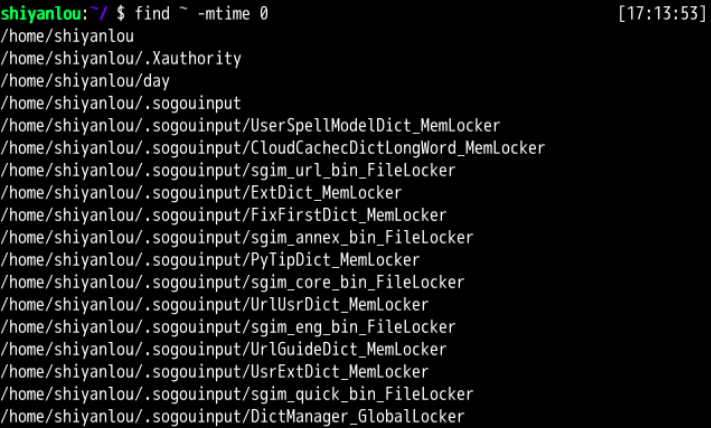 shiyanlou:~/ $ find ~ -mtime 0 [17:13:53]
/home/shiyanlou
/home/shiyanlou/.Xauthority
/home/shiyanlou/day
/home/shiyanlou/.sogouinput
/home/shiyanlou/.sogouinput/UserSpellModelDict_MemLocker
/home/shiyanlou/.sogouinput/CloudCachecDictLongWord_MemLocker
/home/shiyanlou/.sogouinput/sgim_url_bin_FileLocker
/home/shiyanlou/.sogouinput/ExtDict_MemLocker
/home/shiyanlou/.sogouinput/FixFirstDict_MemLocker
/home/shiyanlou/.sogouinput/sgim_annex_bin_FileLocker
/home/shiyanlou/.sogouinput/PyTipDict_MemLocker
/home/shiyanlou/.sogouinput/sgim_core_bin_FileLocker
/home/shiyanlou/.sogouinput/UrlUsrDict_MemLocker
/home/shiyanlou/.sogouinput/sgim_eng_bin_FileLocker
/home/shiyanlou/.sogouinput/UrlGuideDict_MemLocker
/home/shiyanlou/.sogouinput/UsrExtDict_MemLocker
/home/shiyanlou/.sogouinput/sgim_quick_bin_FileLocker
/home/shiyanlou/.sogouinput/DictManager_GlobalLocker